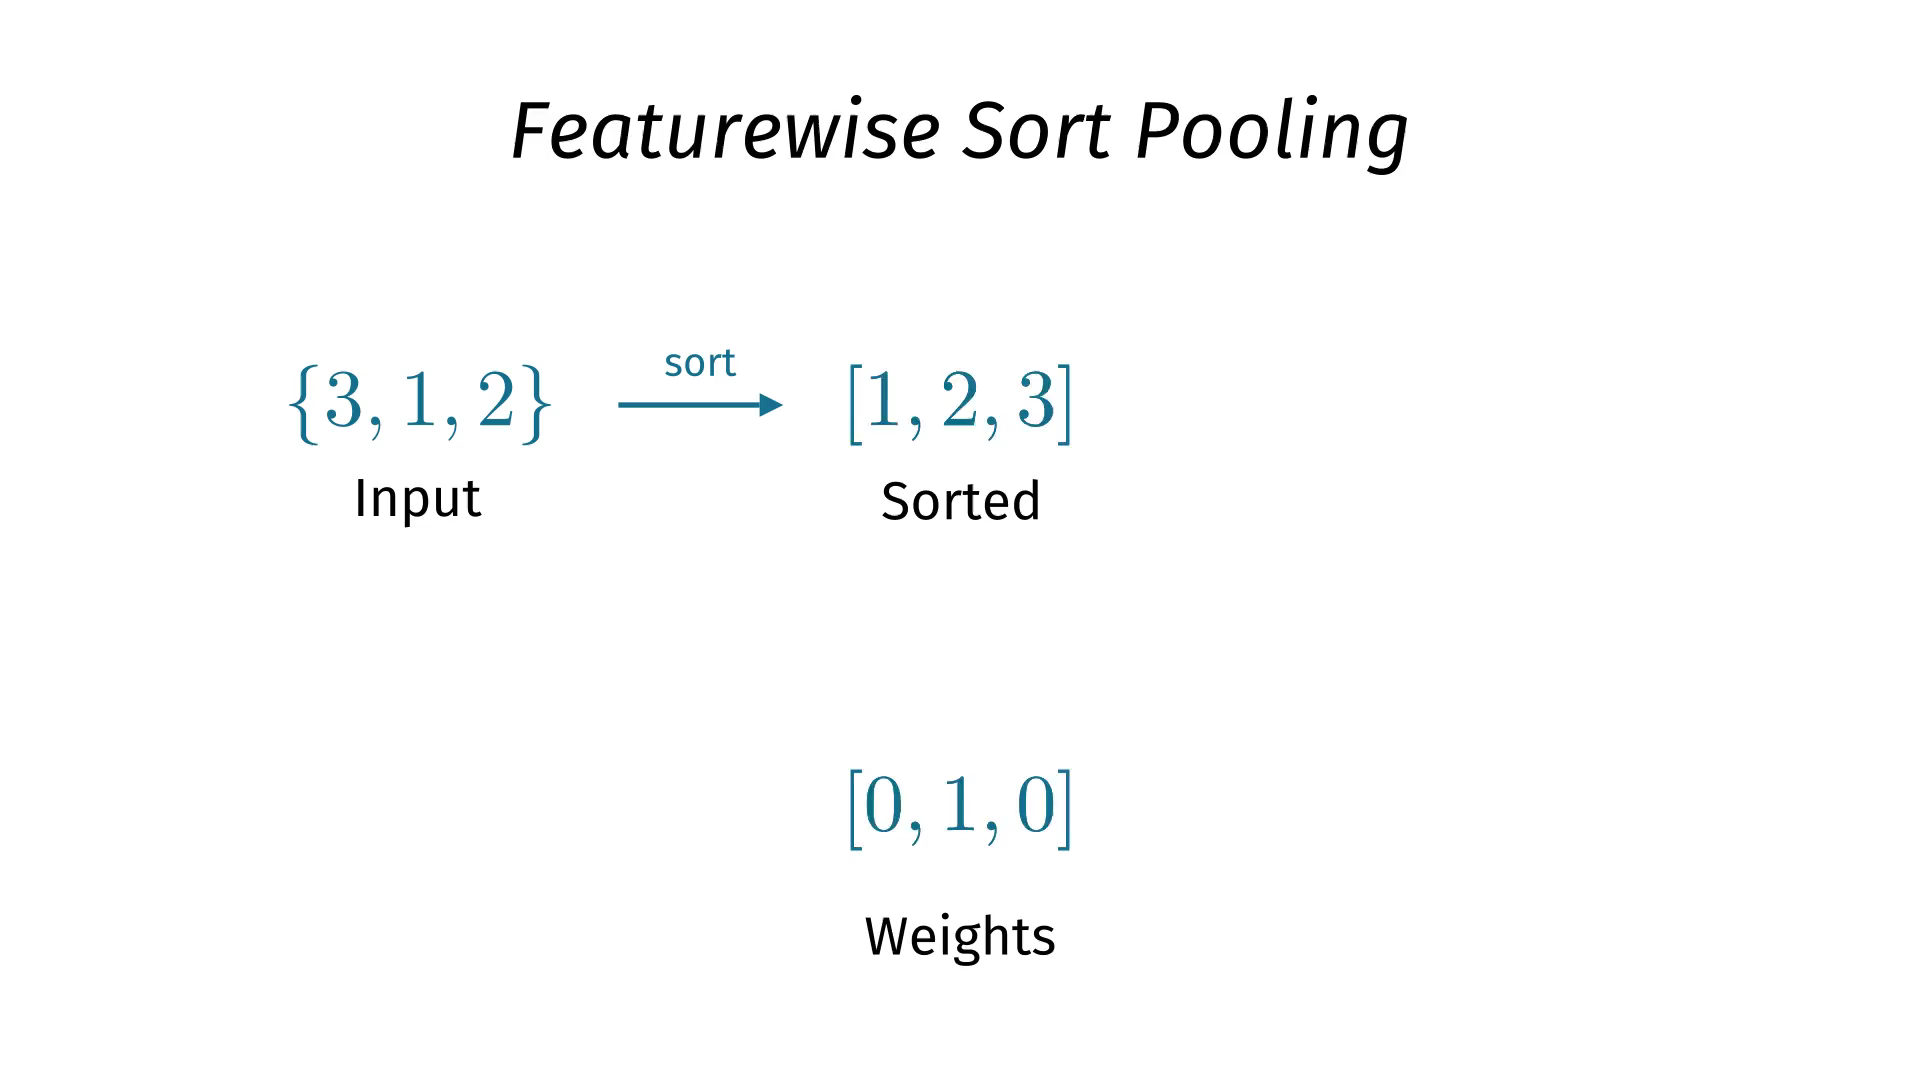 Featurewise Sort Pooling
sort
{3, 1, 2} [1, 2, 3]
Input Sorted
[0, 1, 0]
Weights